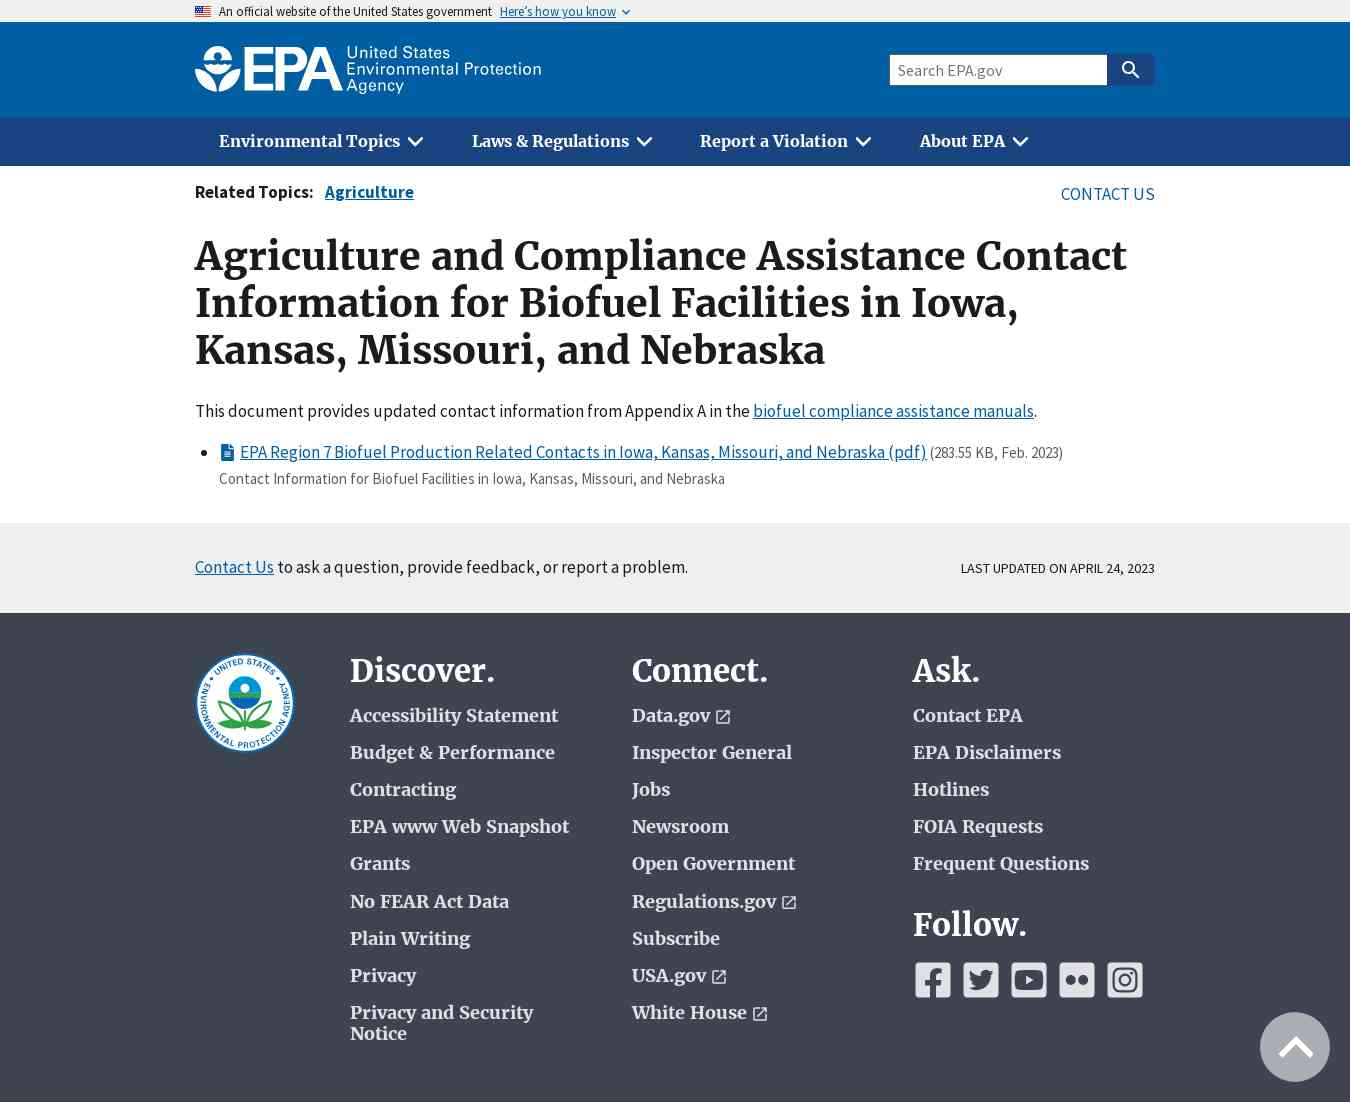 An official website of the United States government Here's how you know
EPA United States
Environmental Protection
Agency
Search EPA.gov
Environmental Topics Laws & Regulations Report a Violation About EPA
Related Topics: Agriculture
CONTACT US
Agriculture and Compliance Assistance Contact
Information for Biofuel Facilities in Iowa,
Kansas, Missouri, and Nebraska
This document provides updated contact information from Appendix A in the biofuel compliance assistance manuals.
EPA Region 7 Biofuel Production Related Contacts in Iowa, Kansas, Missouri, and Nebraska (pdf) (283.55 KB, Feb. 2023)
Contact Information for Biofuel Facilities in Iowa, Kansas, Missouri, and Nebraska
Contact Us to ask a question, provide feedback, or report a problem.
LAST UPDATED ON APRIL 24, 2023
UNITED STATES
ENVIRONMENTAL PROTECTION AGENCY
Discover.
Accessibility Statement
Budget & Performance
Contracting
EPA www Web Snapshot
Grants
No FEAR Act Data
Plain Writing
Privacy
Privacy and Security
Notice
Connect.
Data.gov
Inspector General
Jobs
Newsroom
Open Government
Regulations.gov
Subscribe
USA.gov
White House
Ask.
Contact EPA
EPA Disclaimers
Hotlines
FOIA Requests
Frequent Questions
Follow.